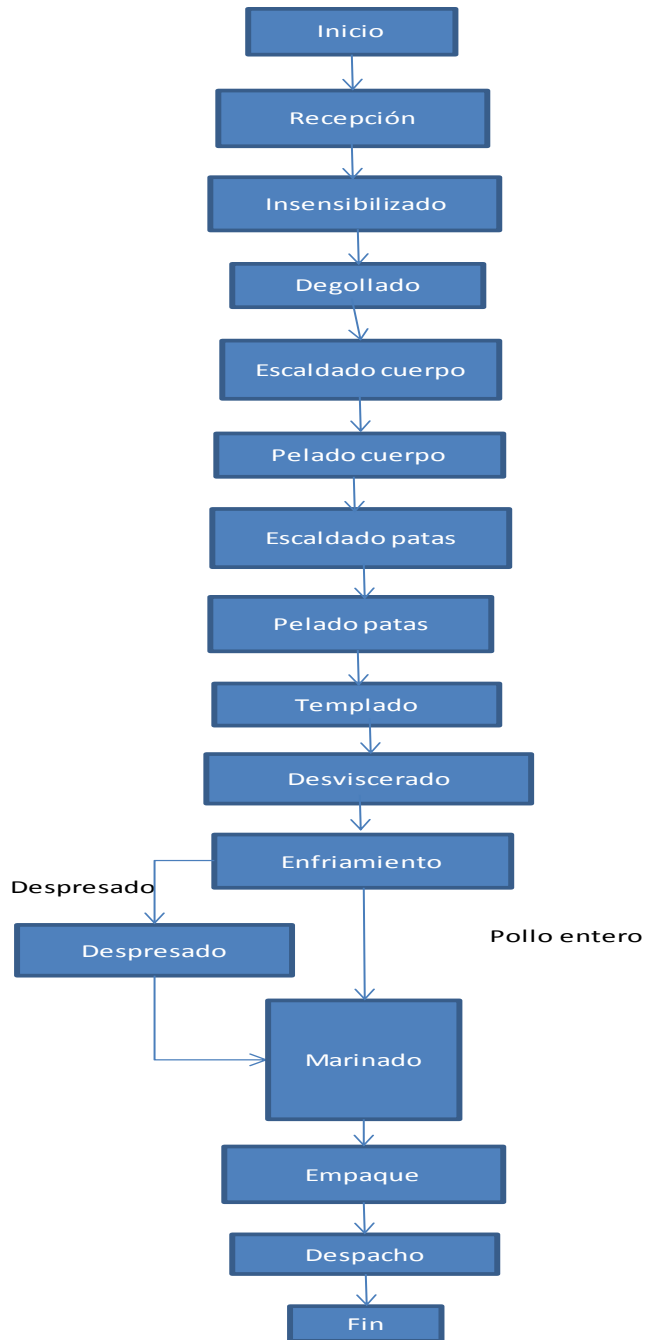 Inicio
Recepción
Insensibilizado
Degollado
Escaldado cuerpo
Pelado cuerpo
Escaldado patas
Pelado patas
Templado
Desviscerado
Enfriamiento
Despresado
Pollo entero
Despresado
Marinado
Empaque
Despacho
Fin